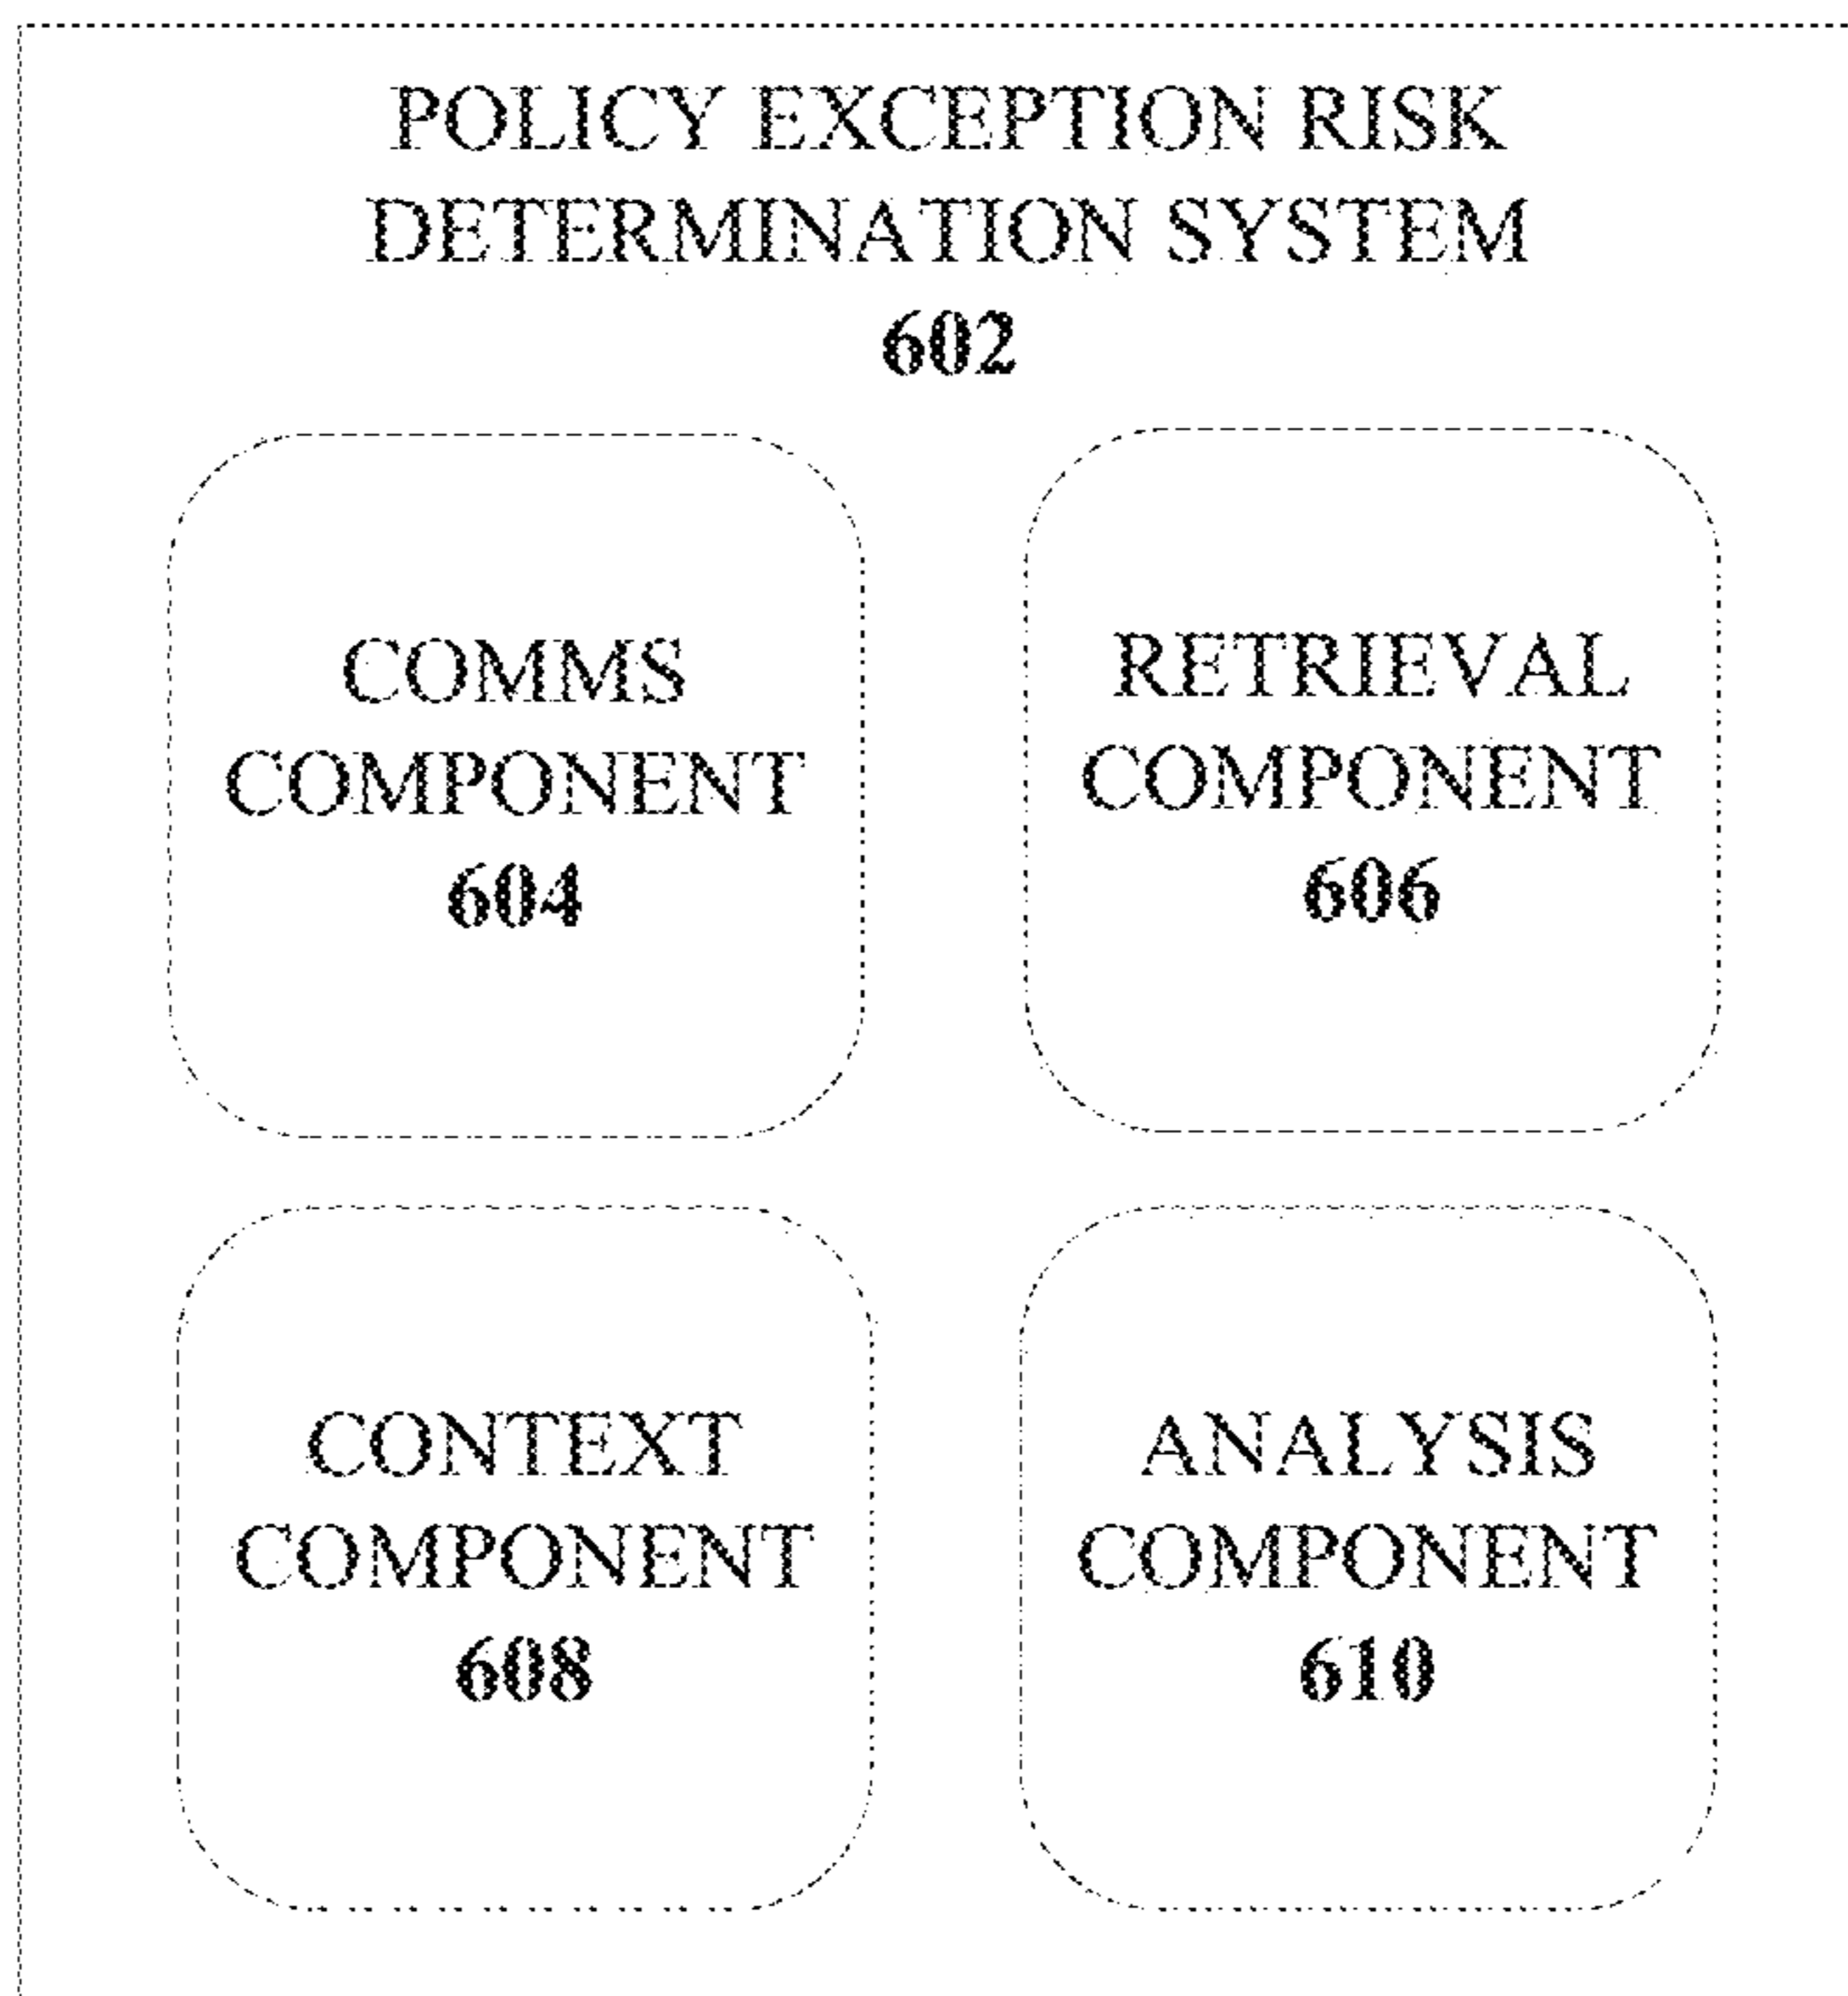 POLICY EXCEPTION RISK
DETERMINATION SYSTEM
602
COMMS
COMPONENT
604
RETRIEVAL
COMPONENT
606
CONTEXT
COMPONENT
608
ANALYSIS
COMPONENT
610